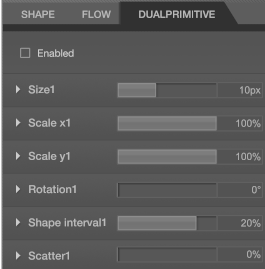 SHAPE FLOW DUALPRIMITIVE
Enabled
Size1 10px
Scale x1 100%
Scale y1 100%
Rotation1 0°
Shape interval1 20%
Scatter1 0%